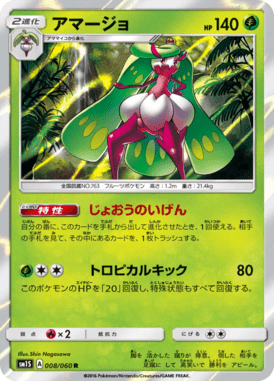 2進化 アマージョ HP 140
アママイコから進化
全国図鑑NO.763 フルーツポケモン 高さ:1.2m 重さ:21.4kg
特性 じょおうのいげん
自分の番に、このカードを手札から出して進化させたとき、1回使える。相手
の手札を見て、その中にあるカードを、1枚トラッシュする。
トロピカルキック 80
このポケモンのHPを「20」回復し、特殊状態もすべて回復する。
弱点 ×2 抵抗力 にげる
Illus.Shin Nagasawa
SM1S A 008/060 R
©2016 Pokémon/Nintendo/Creatures/GAME FREAK.